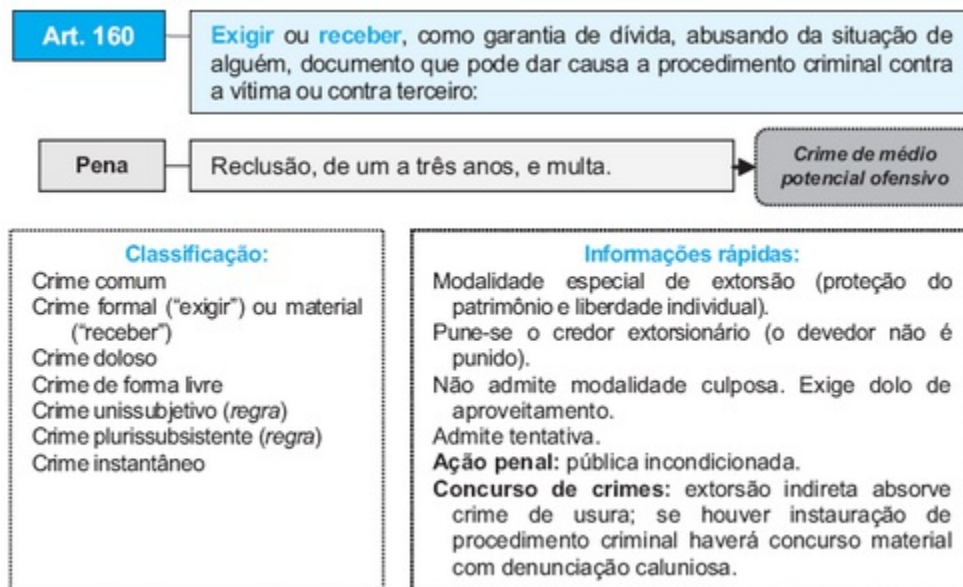 Art. 160
Exigir ou receber, como garantia de dívida, abusando da situação de
alguém, documento que pode dar causa a procedimento criminal contra
a vítima ou contra terceiro:
Pena
Reclusão, de um a três anos, e multa.
Crime de médio
potencial ofensivo
Classificação:
Crime comum
Crime formal (“exigir”) ou material
(“receber”)
Crime doloso
Crime de forma livre
Crime unissubjetivo (regra)
Crime plurissubsistente (regra)
Crime instantâneo
Informações rápidas:
Modalidade especial de extorsão (proteção do
patrimônio e liberdade individual).
Pune-se o credor extorsionário (o devedor não é
punido).
Não admite modalidade culposa. Exige dolo de
aproveitamento.
Admite tentativa.
Ação penal: pública incondicionada.
Concurso de crimes: extorsão indireta absorve
crime de usura; se houver instauração de
procedimento criminal haverá concurso material
com denunciação caluniosa.